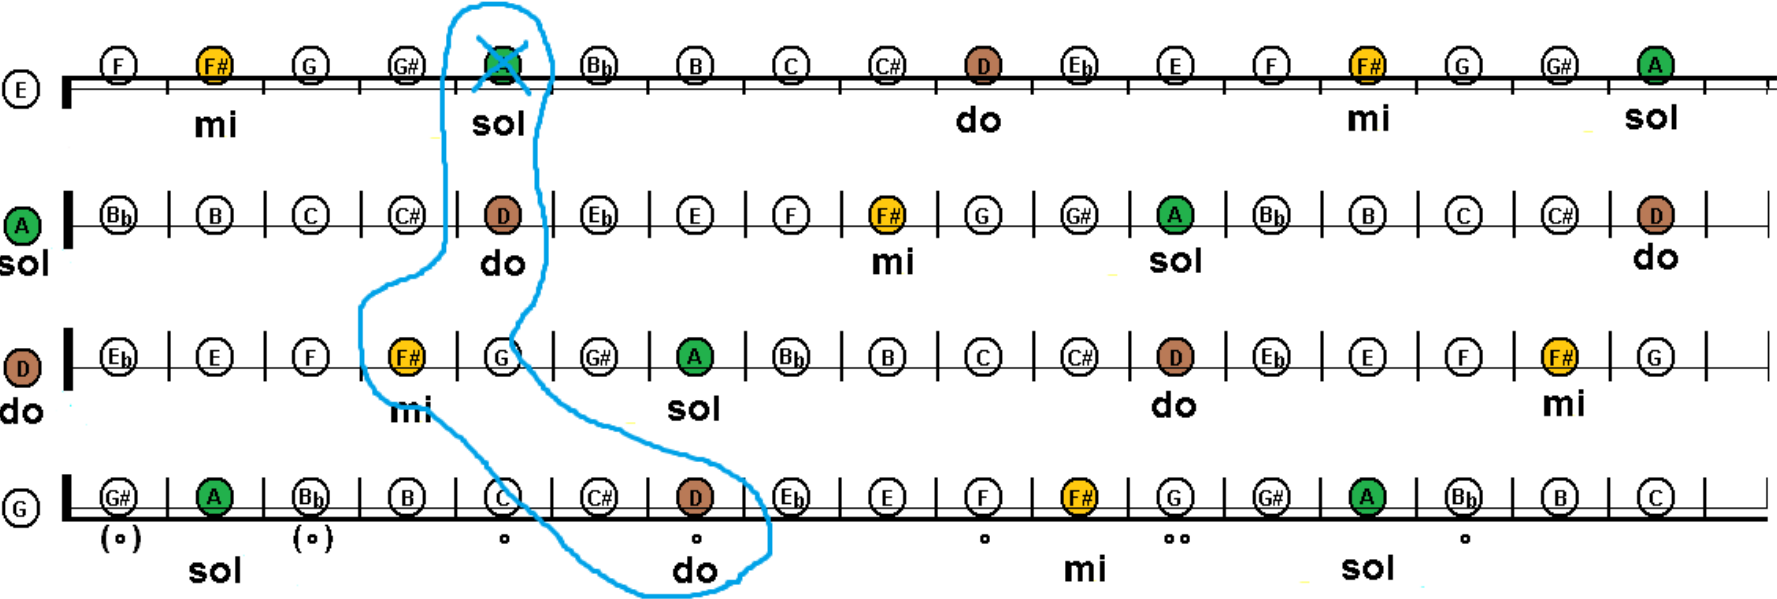 E F F# G G# A Bb B C C# D Eb E F F# G G# A
mi sol do mi sol
A Bb B C C# D Eb E F F# G G# A Bb B C C# D
sol do mi sol do
D Eb E F F# G G# A Bb B C C# D Eb E F F# G
do mi sol do mi
G G# A Bb B C C# D Eb E F F# G G# A Bb B C
sol do mi sol